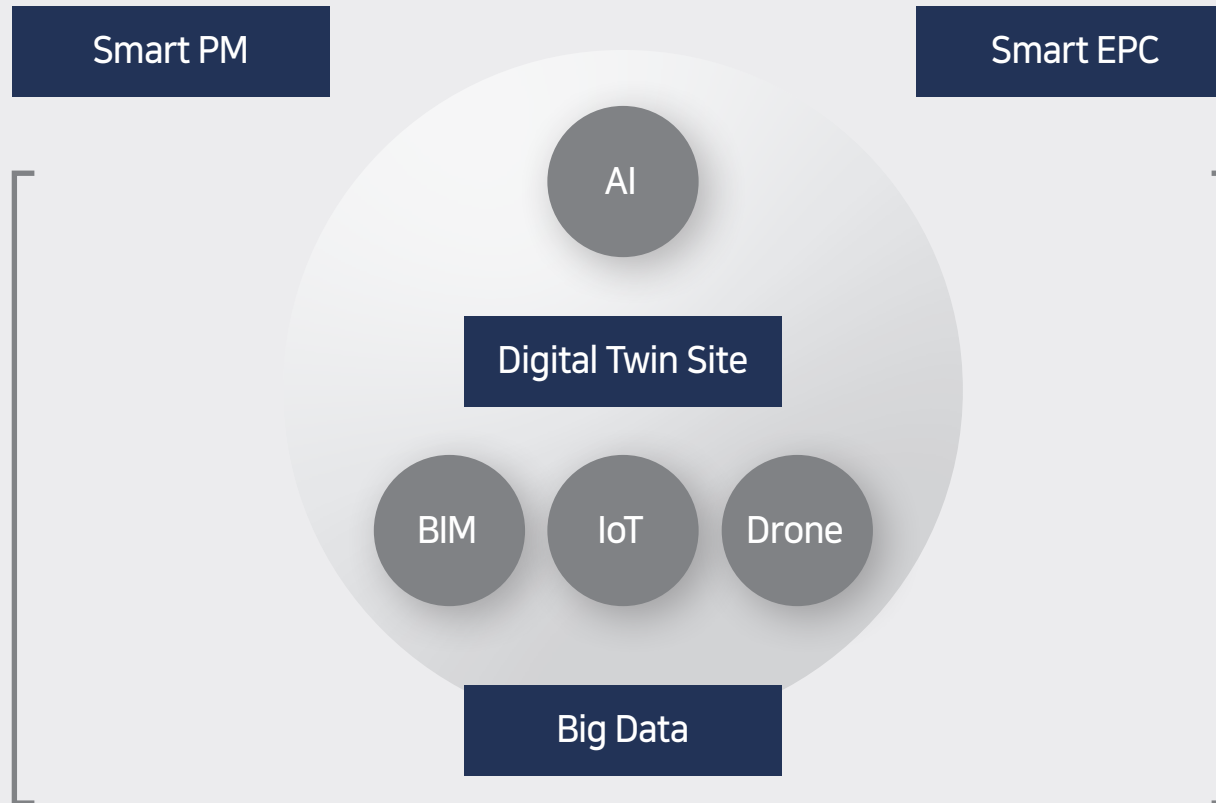 Smart PM
Smart EPC
AI
Digital Twin Site
BIM
IoT
Drone
Big Data